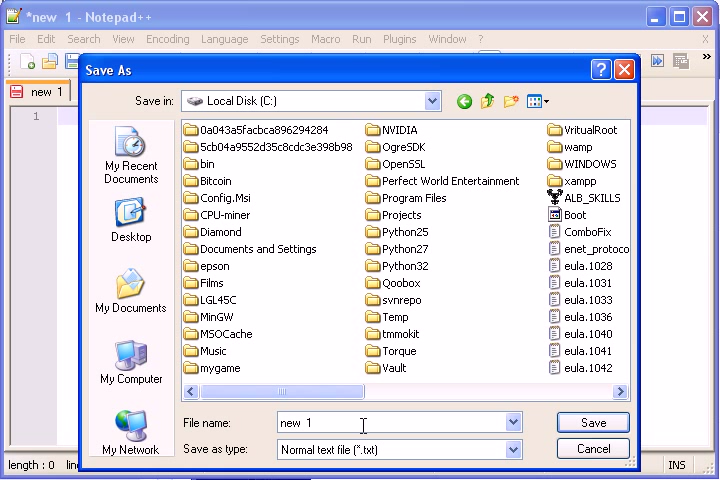 *new 1 - Notepad++
File Edit Search View Encoding Language Settings Macro Run Plugins Window ? X
new 1
1
Save As
Save in: Local Disk (C:)
My Recent Documents
Desktop
My Documents
My Computer
My Network
0a043a5facbca896294284
5cb04a9552d35c8cdc3e398b98
bin
Bitcoin
Config.Msi
CPU-miner
Diamond
Documents and Settings
epson
Films
LGL45C
MinGW
MSOCache
Music
mygame
NVIDIA
OgreSDK
OpenSSL
Perfect World Entertainment
Program Files
Projects
Python25
Python27
Python32
Qoobox
svnrepo
Temp
tmmokit
Torque
Vault
VritualRoot
wamp
WINDOWS
xampp
ALB_SKILLS
Boot
ComboFix
enet_protoco
eula.1028
eula.1031
eula.1033
eula.1036
eula.1040
eula.1041
eula.1042
File name: new 1 Save
Save as type: Normal text file (*.txt) Cancel
length : 0 INS